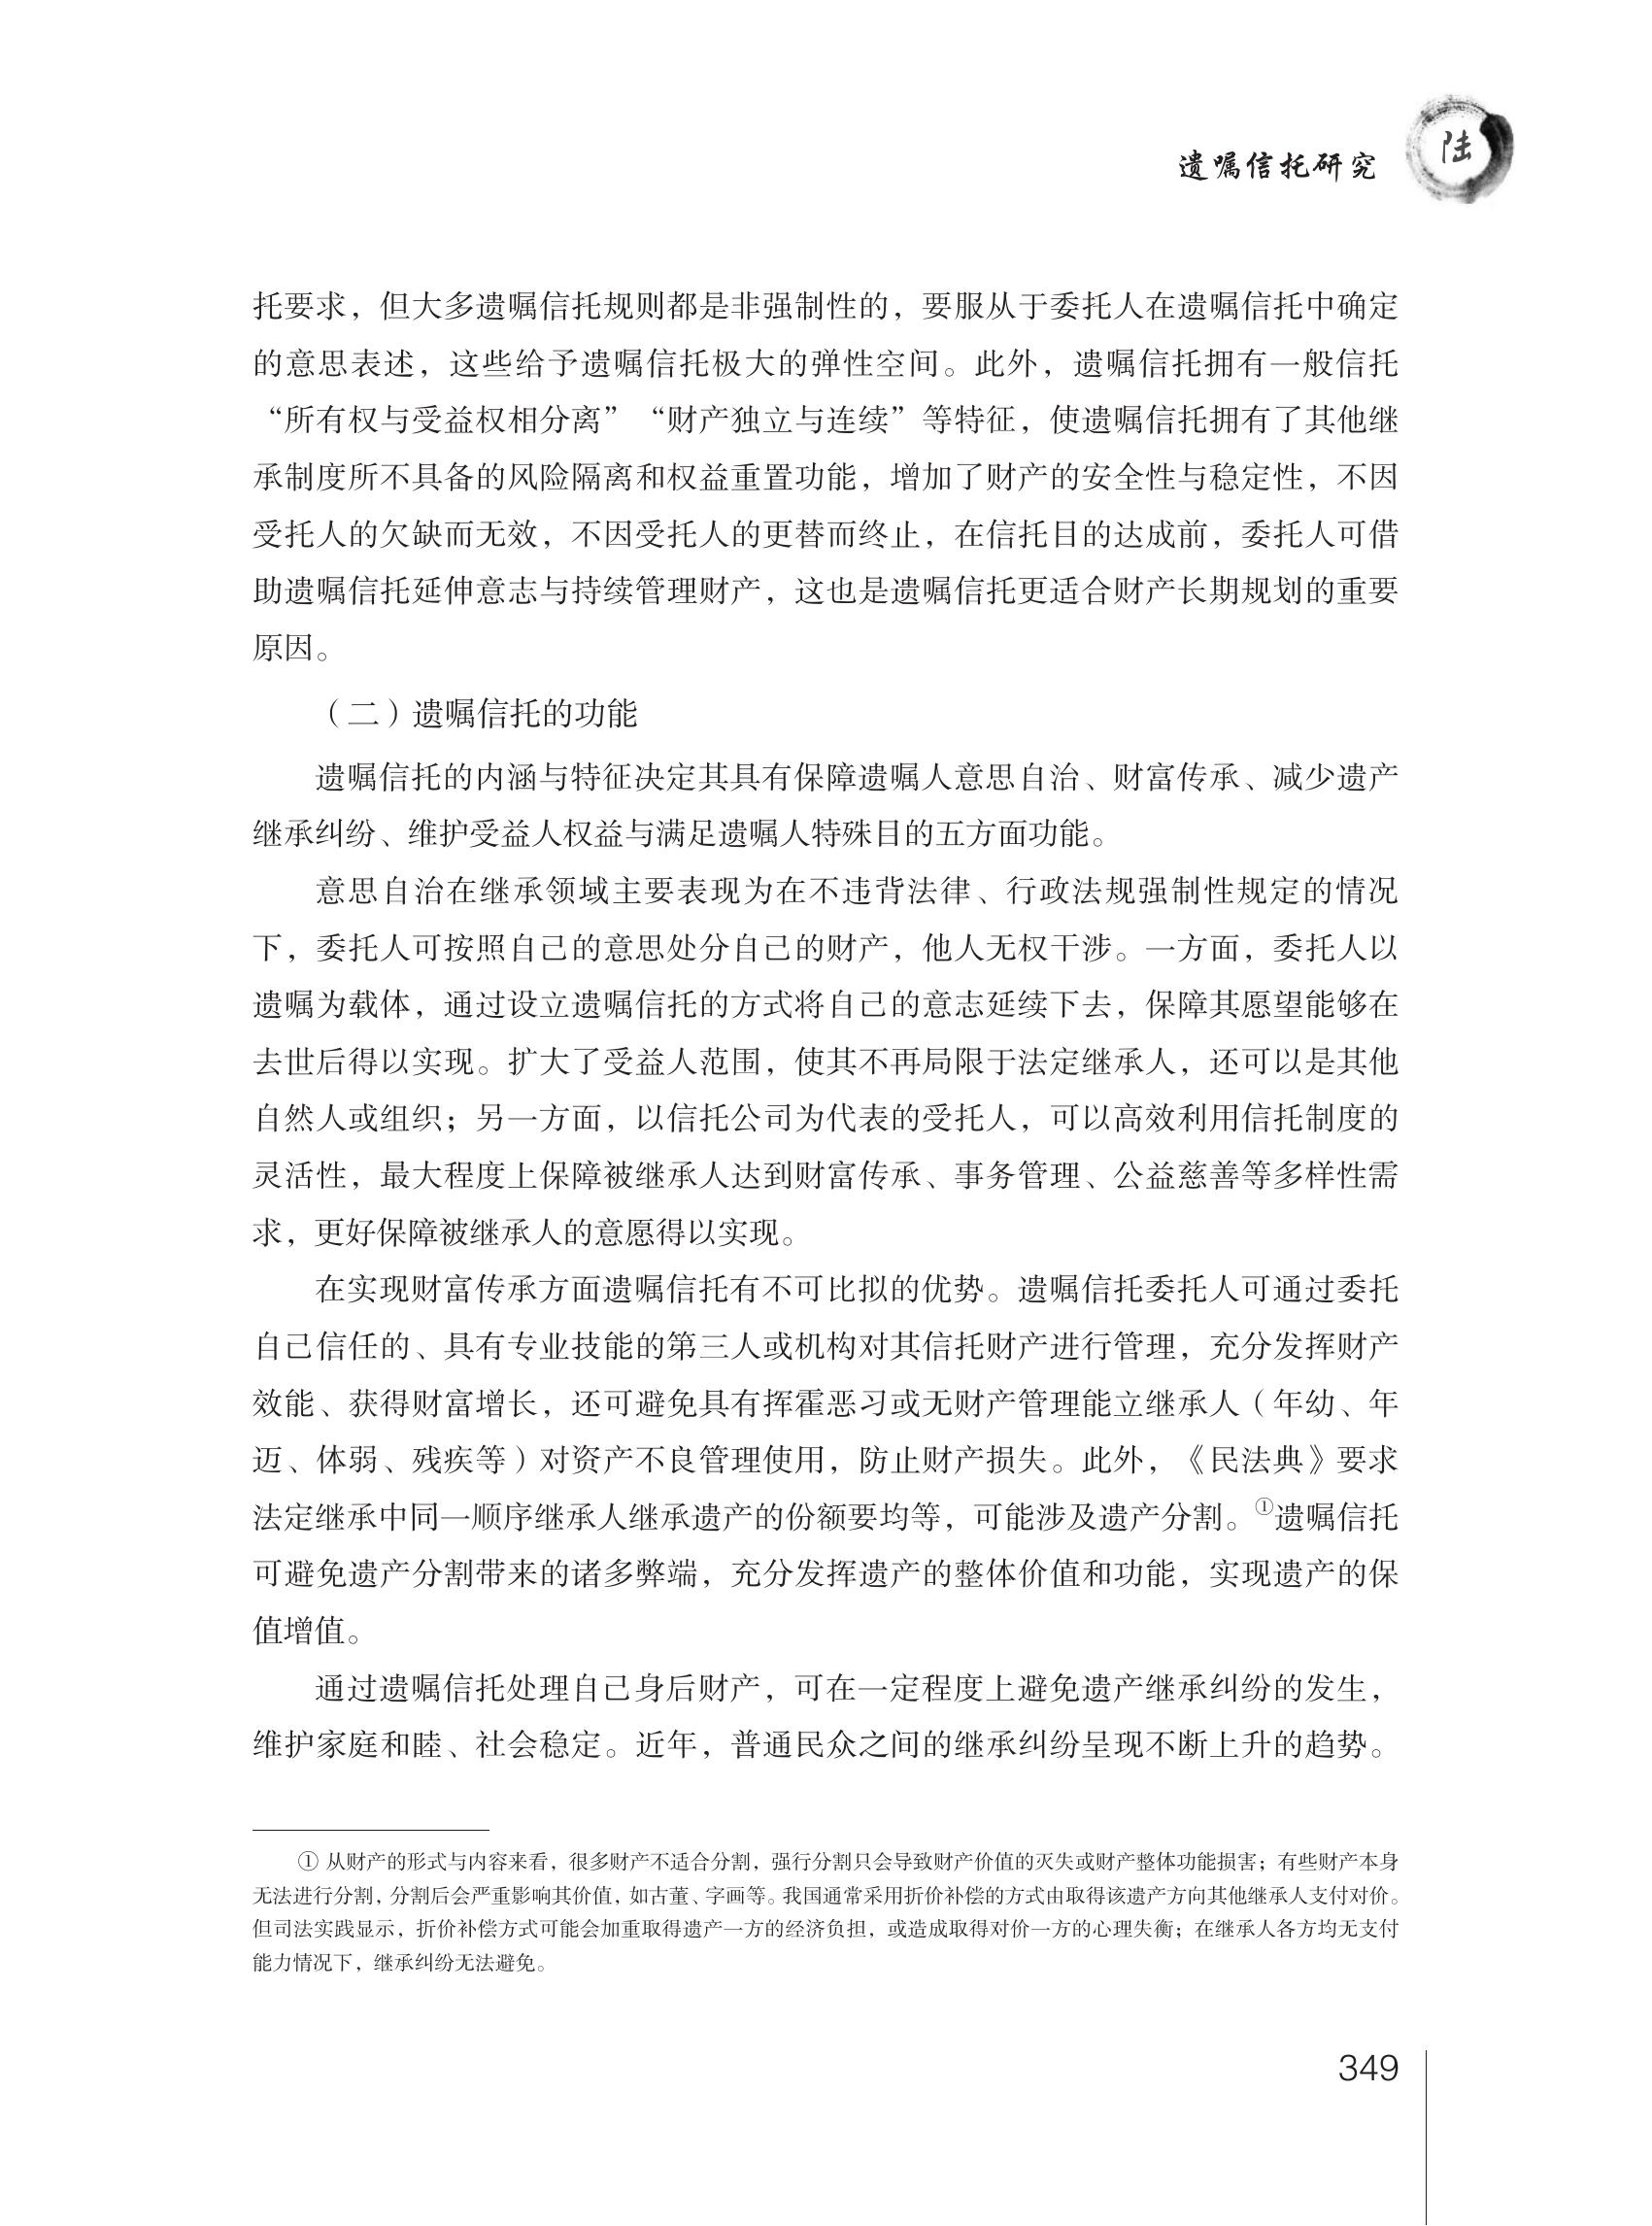 遗嘱信托研究
陆
托要求，但大多遗嘱信托规则都是非强制性的，要服从于委托人在遗嘱信托中确定
的意思表述，这些给予遗嘱信托极大的弹性空间。此外，遗嘱信托拥有一般信托
“所有权与受益权相分离”“财产独立与连续”等特征，使遗嘱信托拥有了其他继
承制度所不具备的风险隔离和权益重置功能，增加了财产的安全性与稳定性，不因
受托人的欠缺而无效，不因受托人的更替而终止，在信托目的达成前，委托人可借
助遗嘱信托延伸意志与持续管理财产，这也是遗嘱信托更适合财产长期规划的重要
原因。
（二）遗嘱信托的功能
遗嘱信托的内涵与特征决定其具有保障遗嘱人意思自治、财富传承、减少遗产
继承纠纷、维护受益人权益与满足遗嘱人特殊目的五方面功能。
意思自治在继承领域主要表现为在不违背法律、行政法规强制性规定的情况
下，委托人可按照自己的意思处分自己的财产，他人无权干涉。一方面，委托人以
遗嘱为载体，通过设立遗嘱信托的方式将自己的意志延续下去，保障其愿望能够在
去世后得以实现。扩大了受益人范围，使其不再局限于法定继承人，还可以是其他
自然人或组织；另一方面，以信托公司为代表的受托人，可以高效利用信托制度的
灵活性，最大程度上保障被继承人达到财富传承、事务管理、公益慈善等多样性需
求，更好保障被继承人的意愿得以实现。
在实现财富传承方面遗嘱信托有不可比拟的优势。遗嘱信托委托人可通过委托
自己信任的、具有专业技能的第三人或机构对其信托财产进行管理，充分发挥财产
效能、获得财富增长，还可避免具有挥霍恶习或无财产管理能立继承人（年幼、年
迈、体弱、残疾等）对资产不良管理使用，防止财产损失。此外，《民法典》要求
法定继承中同一顺序继承人继承遗产的份额要均等，可能涉及遗产分割。①遗嘱信托
可避免遗产分割带来的诸多弊端，充分发挥遗产的整体价值和功能，实现遗产的保
值增值。
通过遗嘱信托处理自己身后财产，可在一定程度上避免遗产继承纠纷的发生，
维护家庭和睦、社会稳定。近年，普通民众之间的继承纠纷呈现不断上升的趋势。
① 从财产的形式与内容来看，很多财产不适合分割，强行分割只会导致财产价值的灭失或财产整体功能损害；有些财产本身
无法进行分割，分割后会严重影响其价值，如古董、字画等。我国通常采用折价补偿的方式由取得该遗产方向其他继承人支付对价。
但司法实践显示，折价补偿方式可能会加重取得遗产一方的经济负担，或造成取得对价一方的心理失衡；在继承人各方均无支付
能力情况下，继承纠纷无法避免。
349